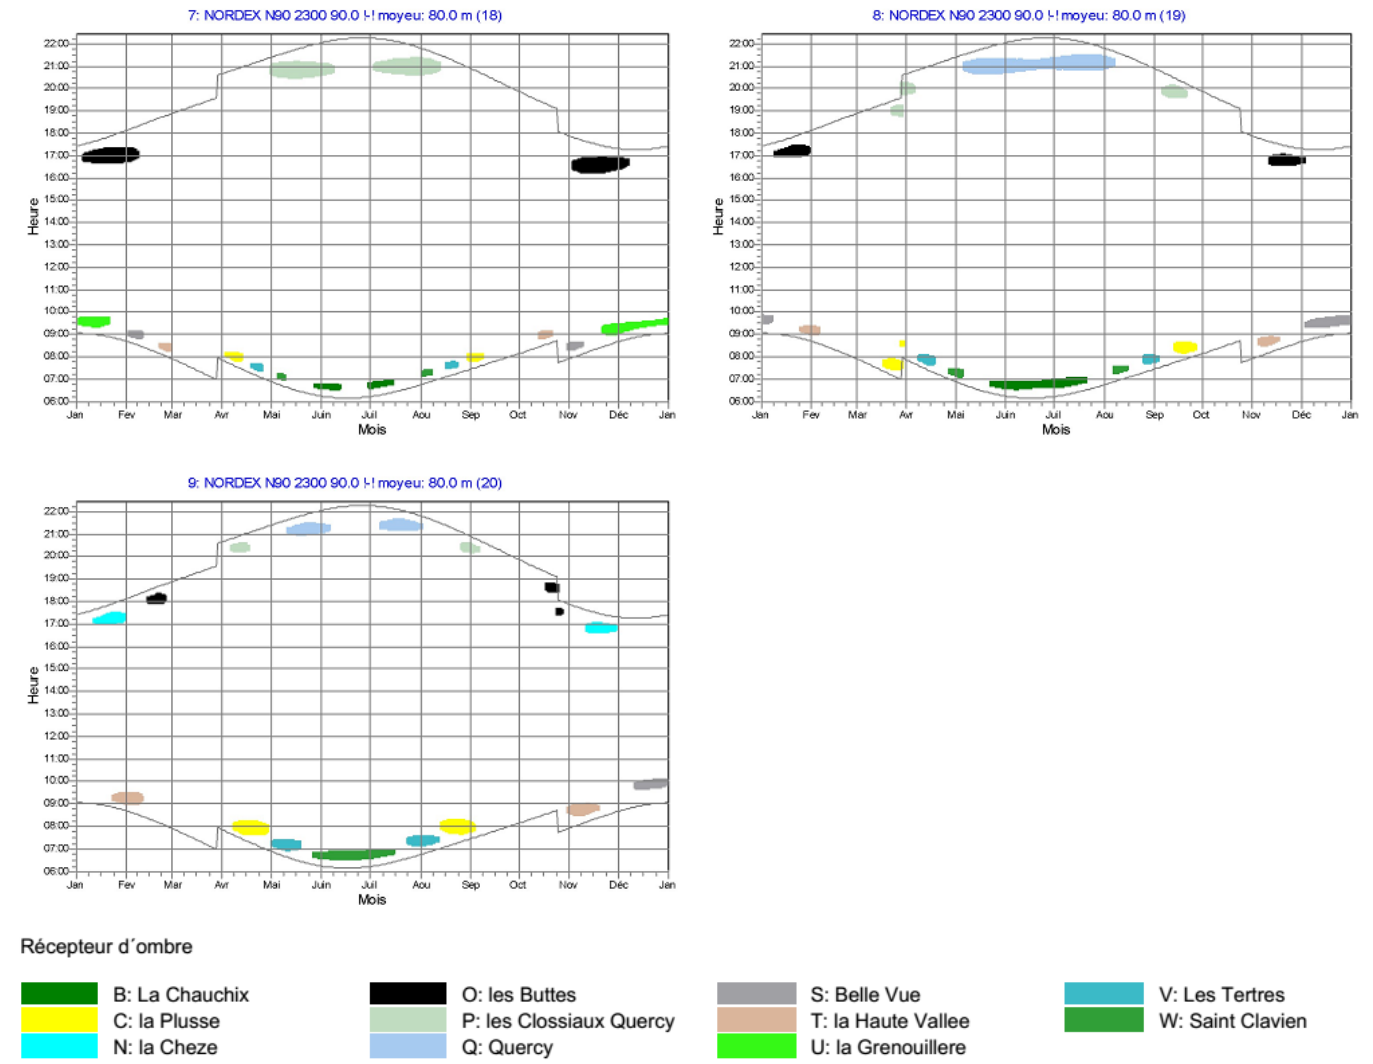 7: NORDEX N90 2300 90.0 !-! moyeu: 80.0 m (18)
22:00
21:00
20:00
19:00
18:00
17:00
16:00
15:00
14:00
13:00
12:00
11:00
10:00
09:00
08:00
07:00
06:00
Heure
Jan Fev Mar Avr Mai Juin Juil Aou Sep Oct Nov Déc Jan
Mois
8: NORDEX N90 2300 90.0 !-! moyeu: 80.0 m (19)
22:00
21:00
20:00
19:00
18:00
17:00
16:00
15:00
14:00
13:00
12:00
11:00
10:00
09:00
08:00
07:00
06:00
Heure
Jan Fev Mar Avr Mai Juin Juil Aou Sep Oct Nov Déc Jan
Mois
9: NORDEX N90 2300 90.0 !-! moyeu: 80.0 m (20)
22:00
21:00
20:00
19:00
18:00
17:00
16:00
15:00
14:00
13:00
12:00
11:00
10:00
09:00
08:00
07:00
06:00
Heure
Jan Fev Mar Avr Mai Juin Juil Aou Sep Oct Nov Déc Jan
Mois
Récepteur d´ombre
B: La Chauchix
C: la Plusse
N: la Cheze
O: les Buttes
P: les Clossiaux Quercy
Q: Quercy
S: Belle Vue
T: la Haute Vallee
U: la Grenouillere
V: Les Tertres
W: Saint Clavien